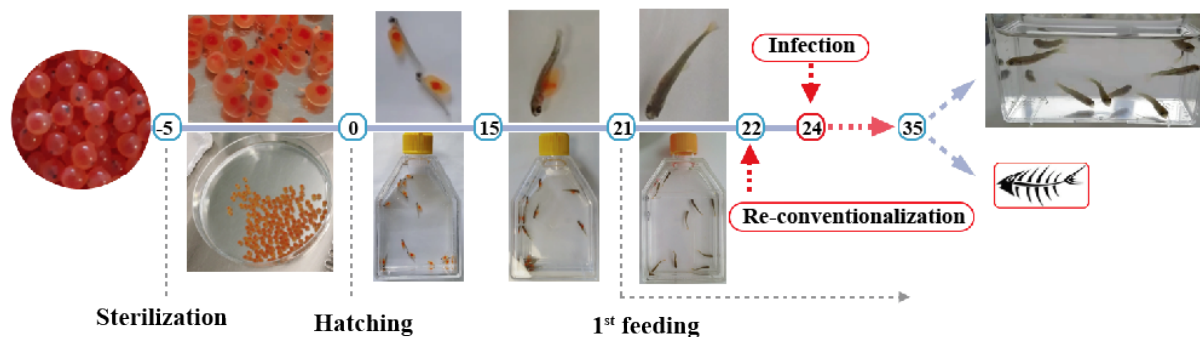 Infection
-5
0
15
21
22
24
35
Re-conventionalization
Sterilization
Hatching
1st feeding